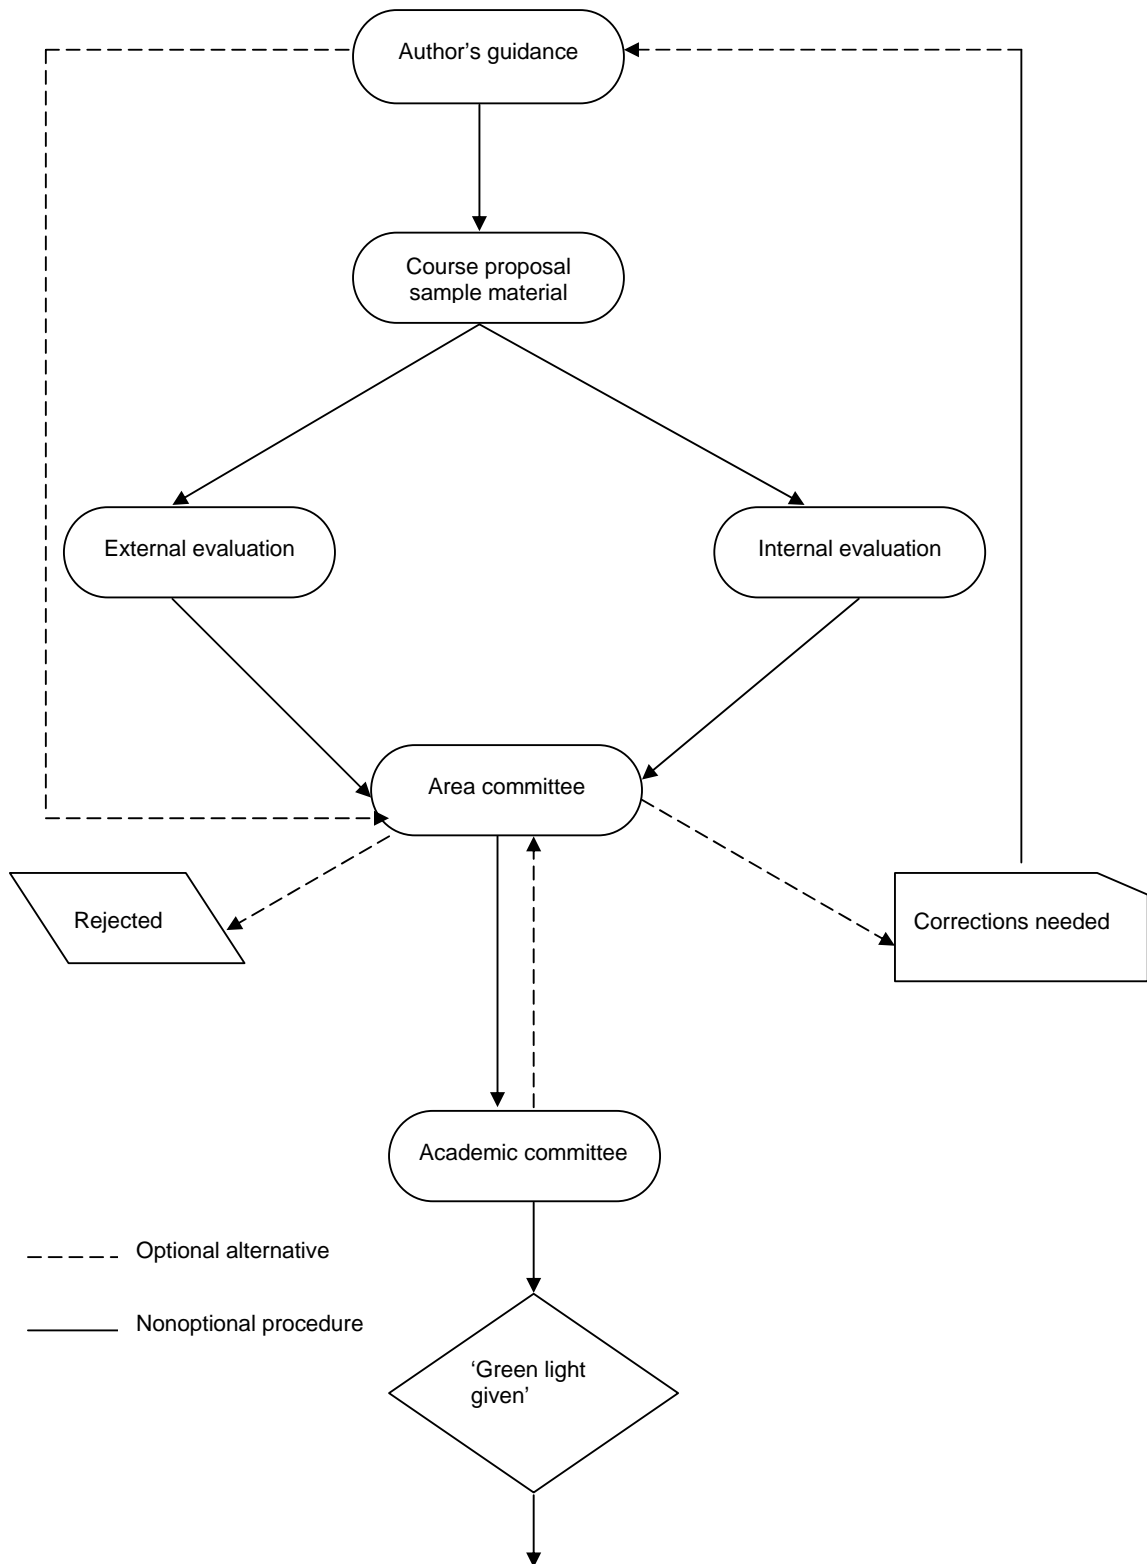 Author's guidance
Course proposal
sample material
External evaluation
Internal evaluation
Area committee
Rejected
Corrections needed
Academic committee
Optional alternative
Nonoptional procedure
‘Green light
given’